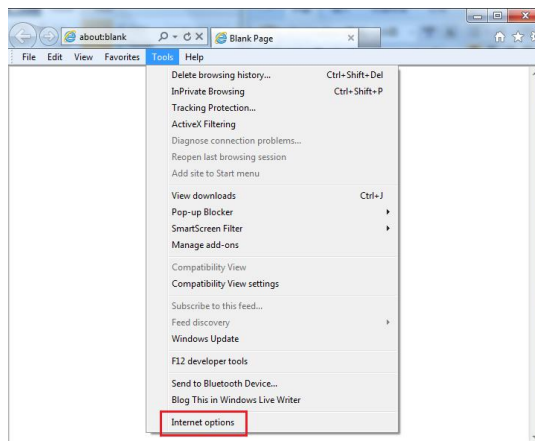 about:blank
Blank Page
File Edit View Favorites Tools Help
Delete browsing history... Ctrl+Shift+Del
InPrivate Browsing Ctrl+Shift+P
Tracking Protection...
ActiveX Filtering
Diagnose connection problems...
Reopen last browsing session
Add site to Start menu
View downloads Ctrl+J
Pop-up Blocker
SmartScreen Filter
Manage add-ons
Compatibility View
Compatibility View settings
Subscribe to this feed...
Feed discovery
Windows Update
F12 developer tools
Send to Bluetooth Device...
Blog This in Windows Live Writer
Internet options